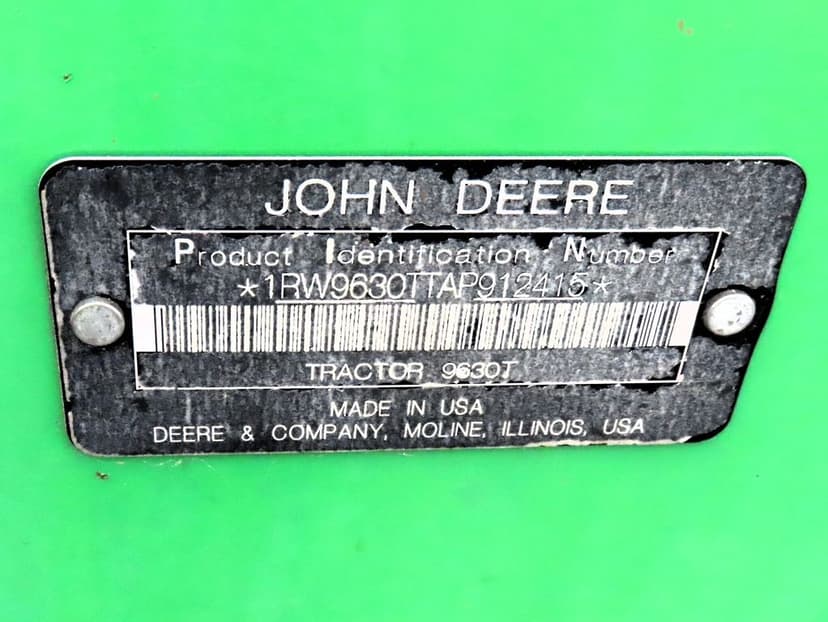 JOHN DEERE
Product Identification Number
*1RW9630TTAP912415*
TRACTOR 9630T
MADE IN USA
DEERE & COMPANY, MOLINE, ILLINOIS, USA